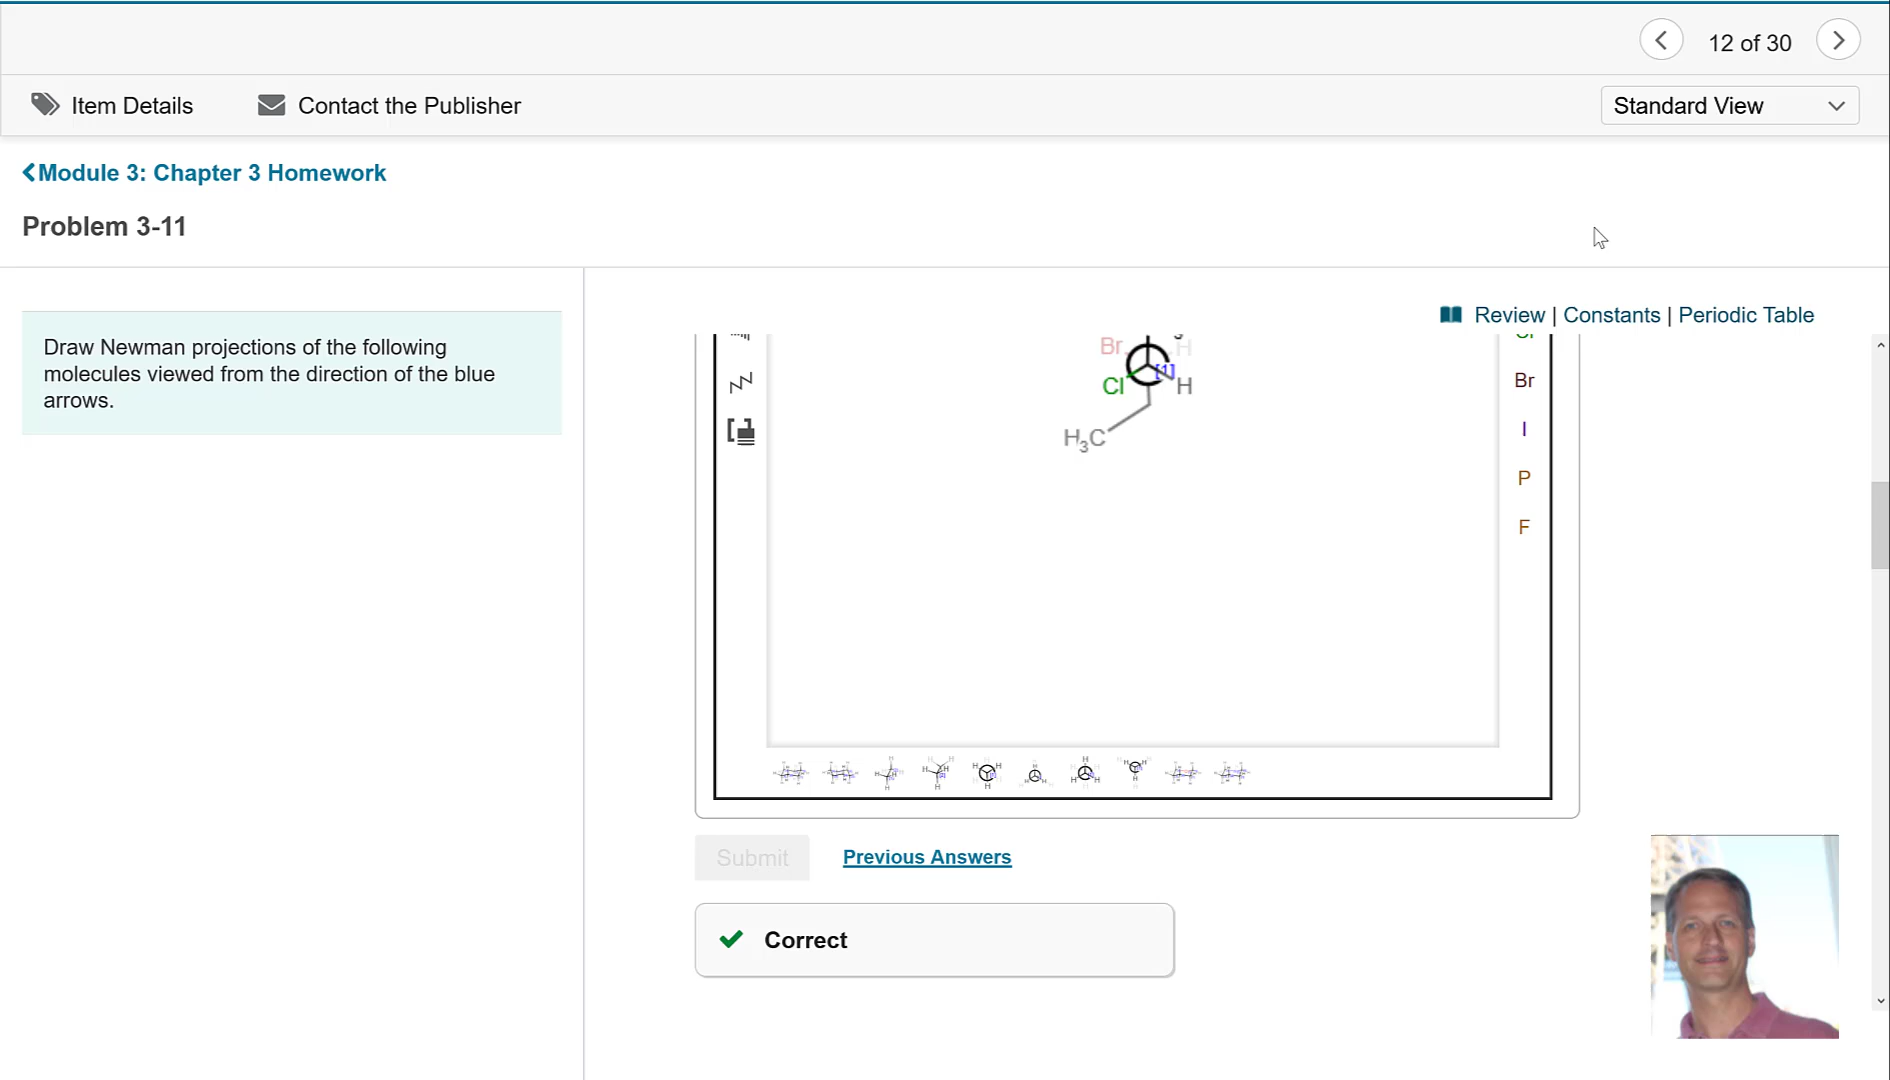 12 of 30
Item Details
Contact the Publisher
Standard View
Module 3: Chapter 3 Homework
Problem 3-11
Review | Constants | Periodic Table
Draw Newman projections of the following
molecules viewed from the direction of the blue
arrows.
Br
H
[1]
Cl
H
H3C
Br
I
P
F
Submit
Previous Answers
Correct